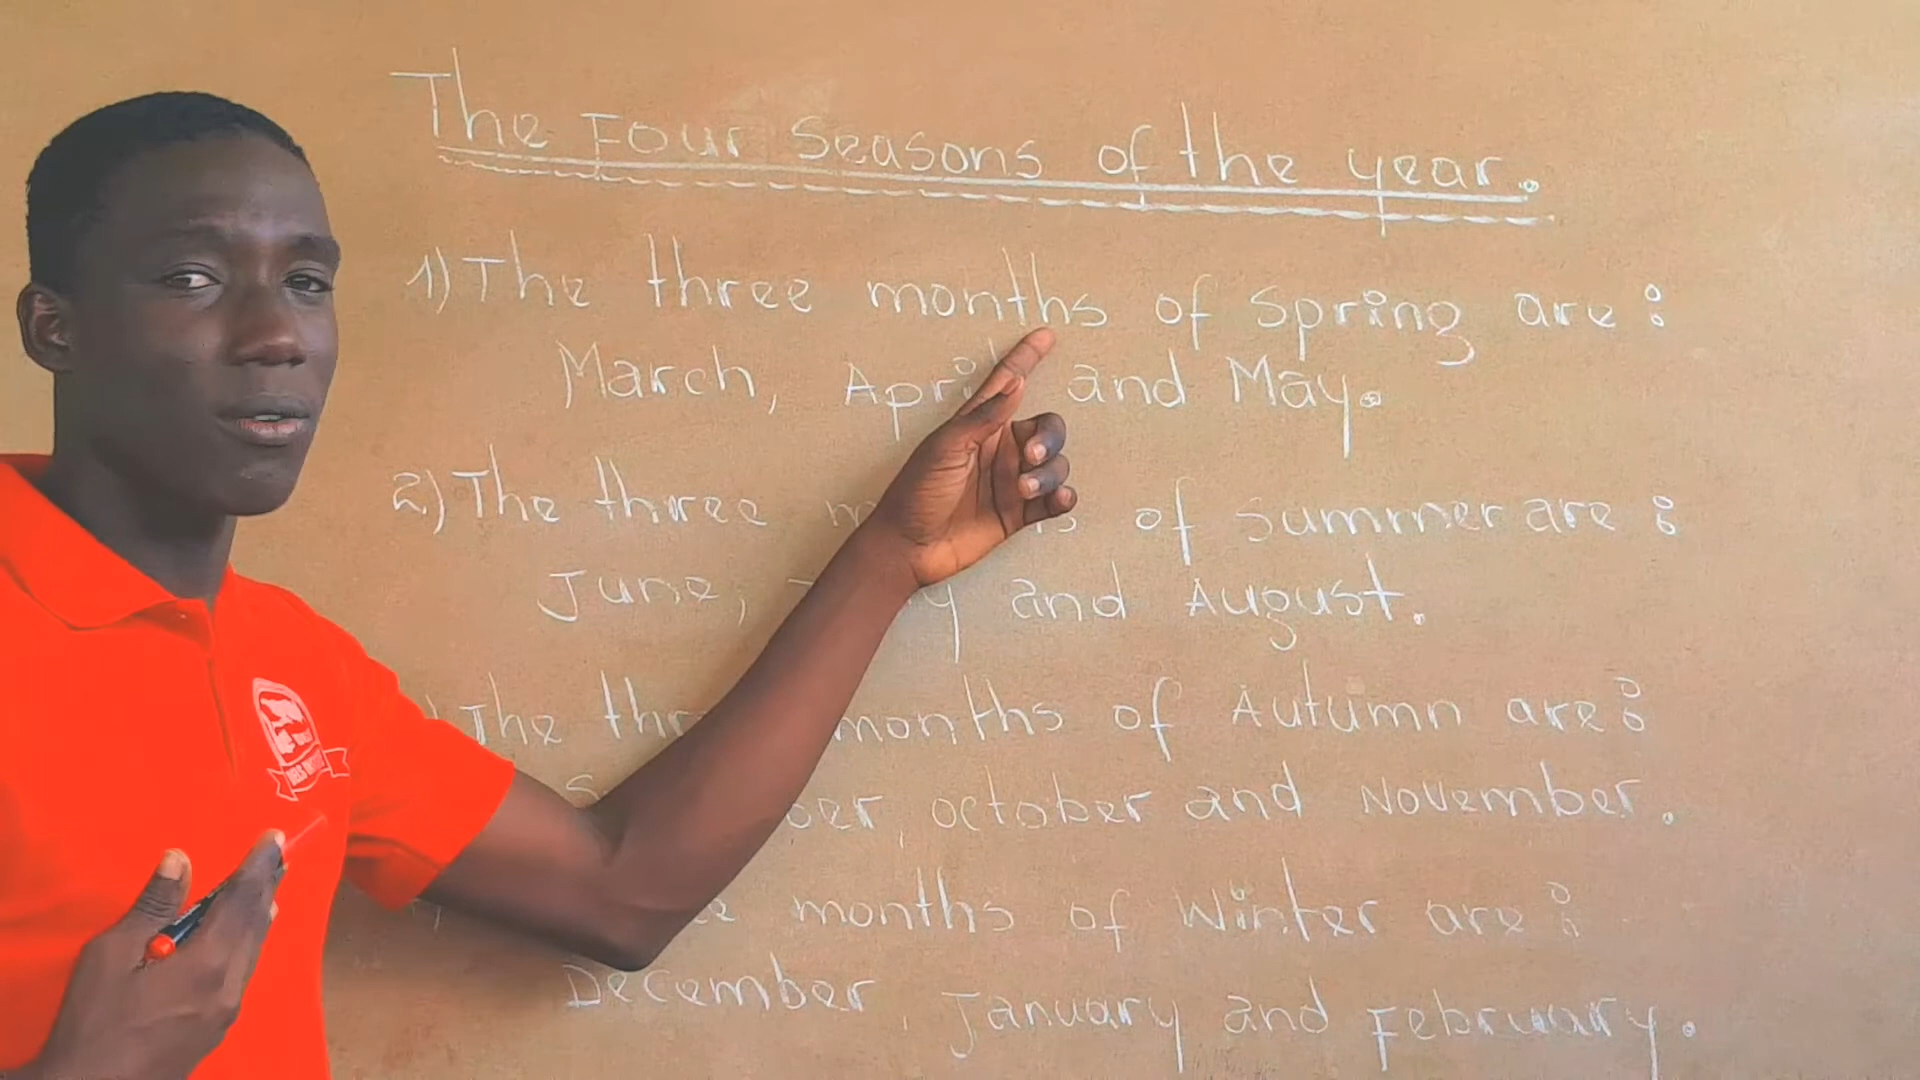 The Four Seasons of the year.
1) The three months of Spring are:
March, April and May.
2) The three of summer are:
June, and August.
The months of Autumn are:
October and November.
months of Winter are:
December, January and February.